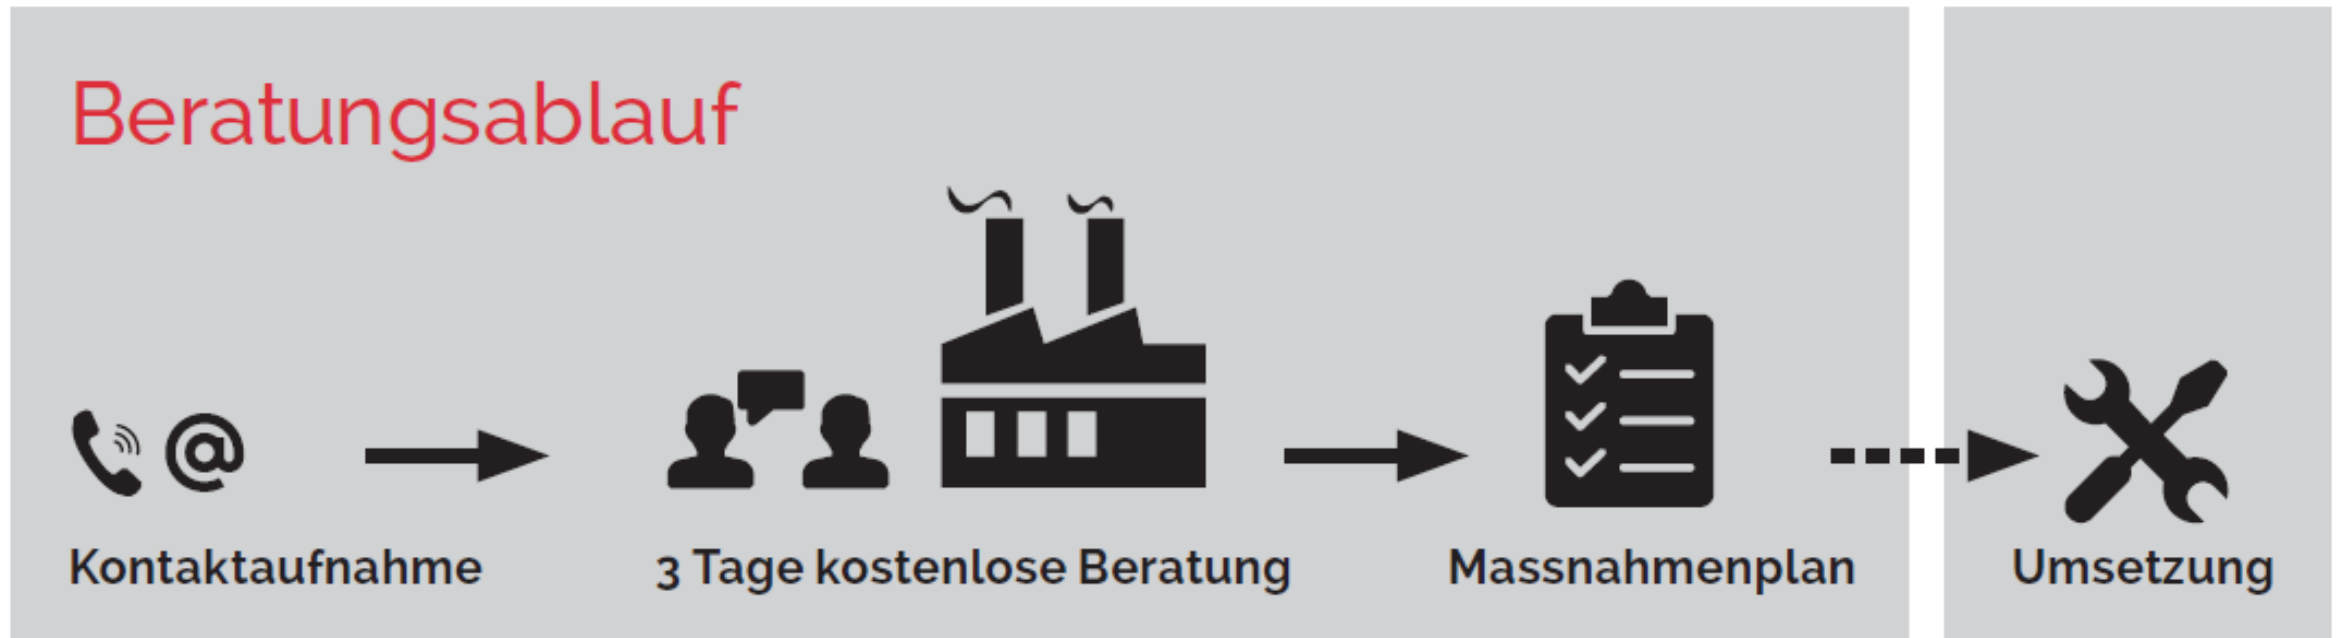 Beratungsablauf
@
Kontaktaufnahme
3 Tage kostenlose Beratung
Massnahmenplan
Umsetzung